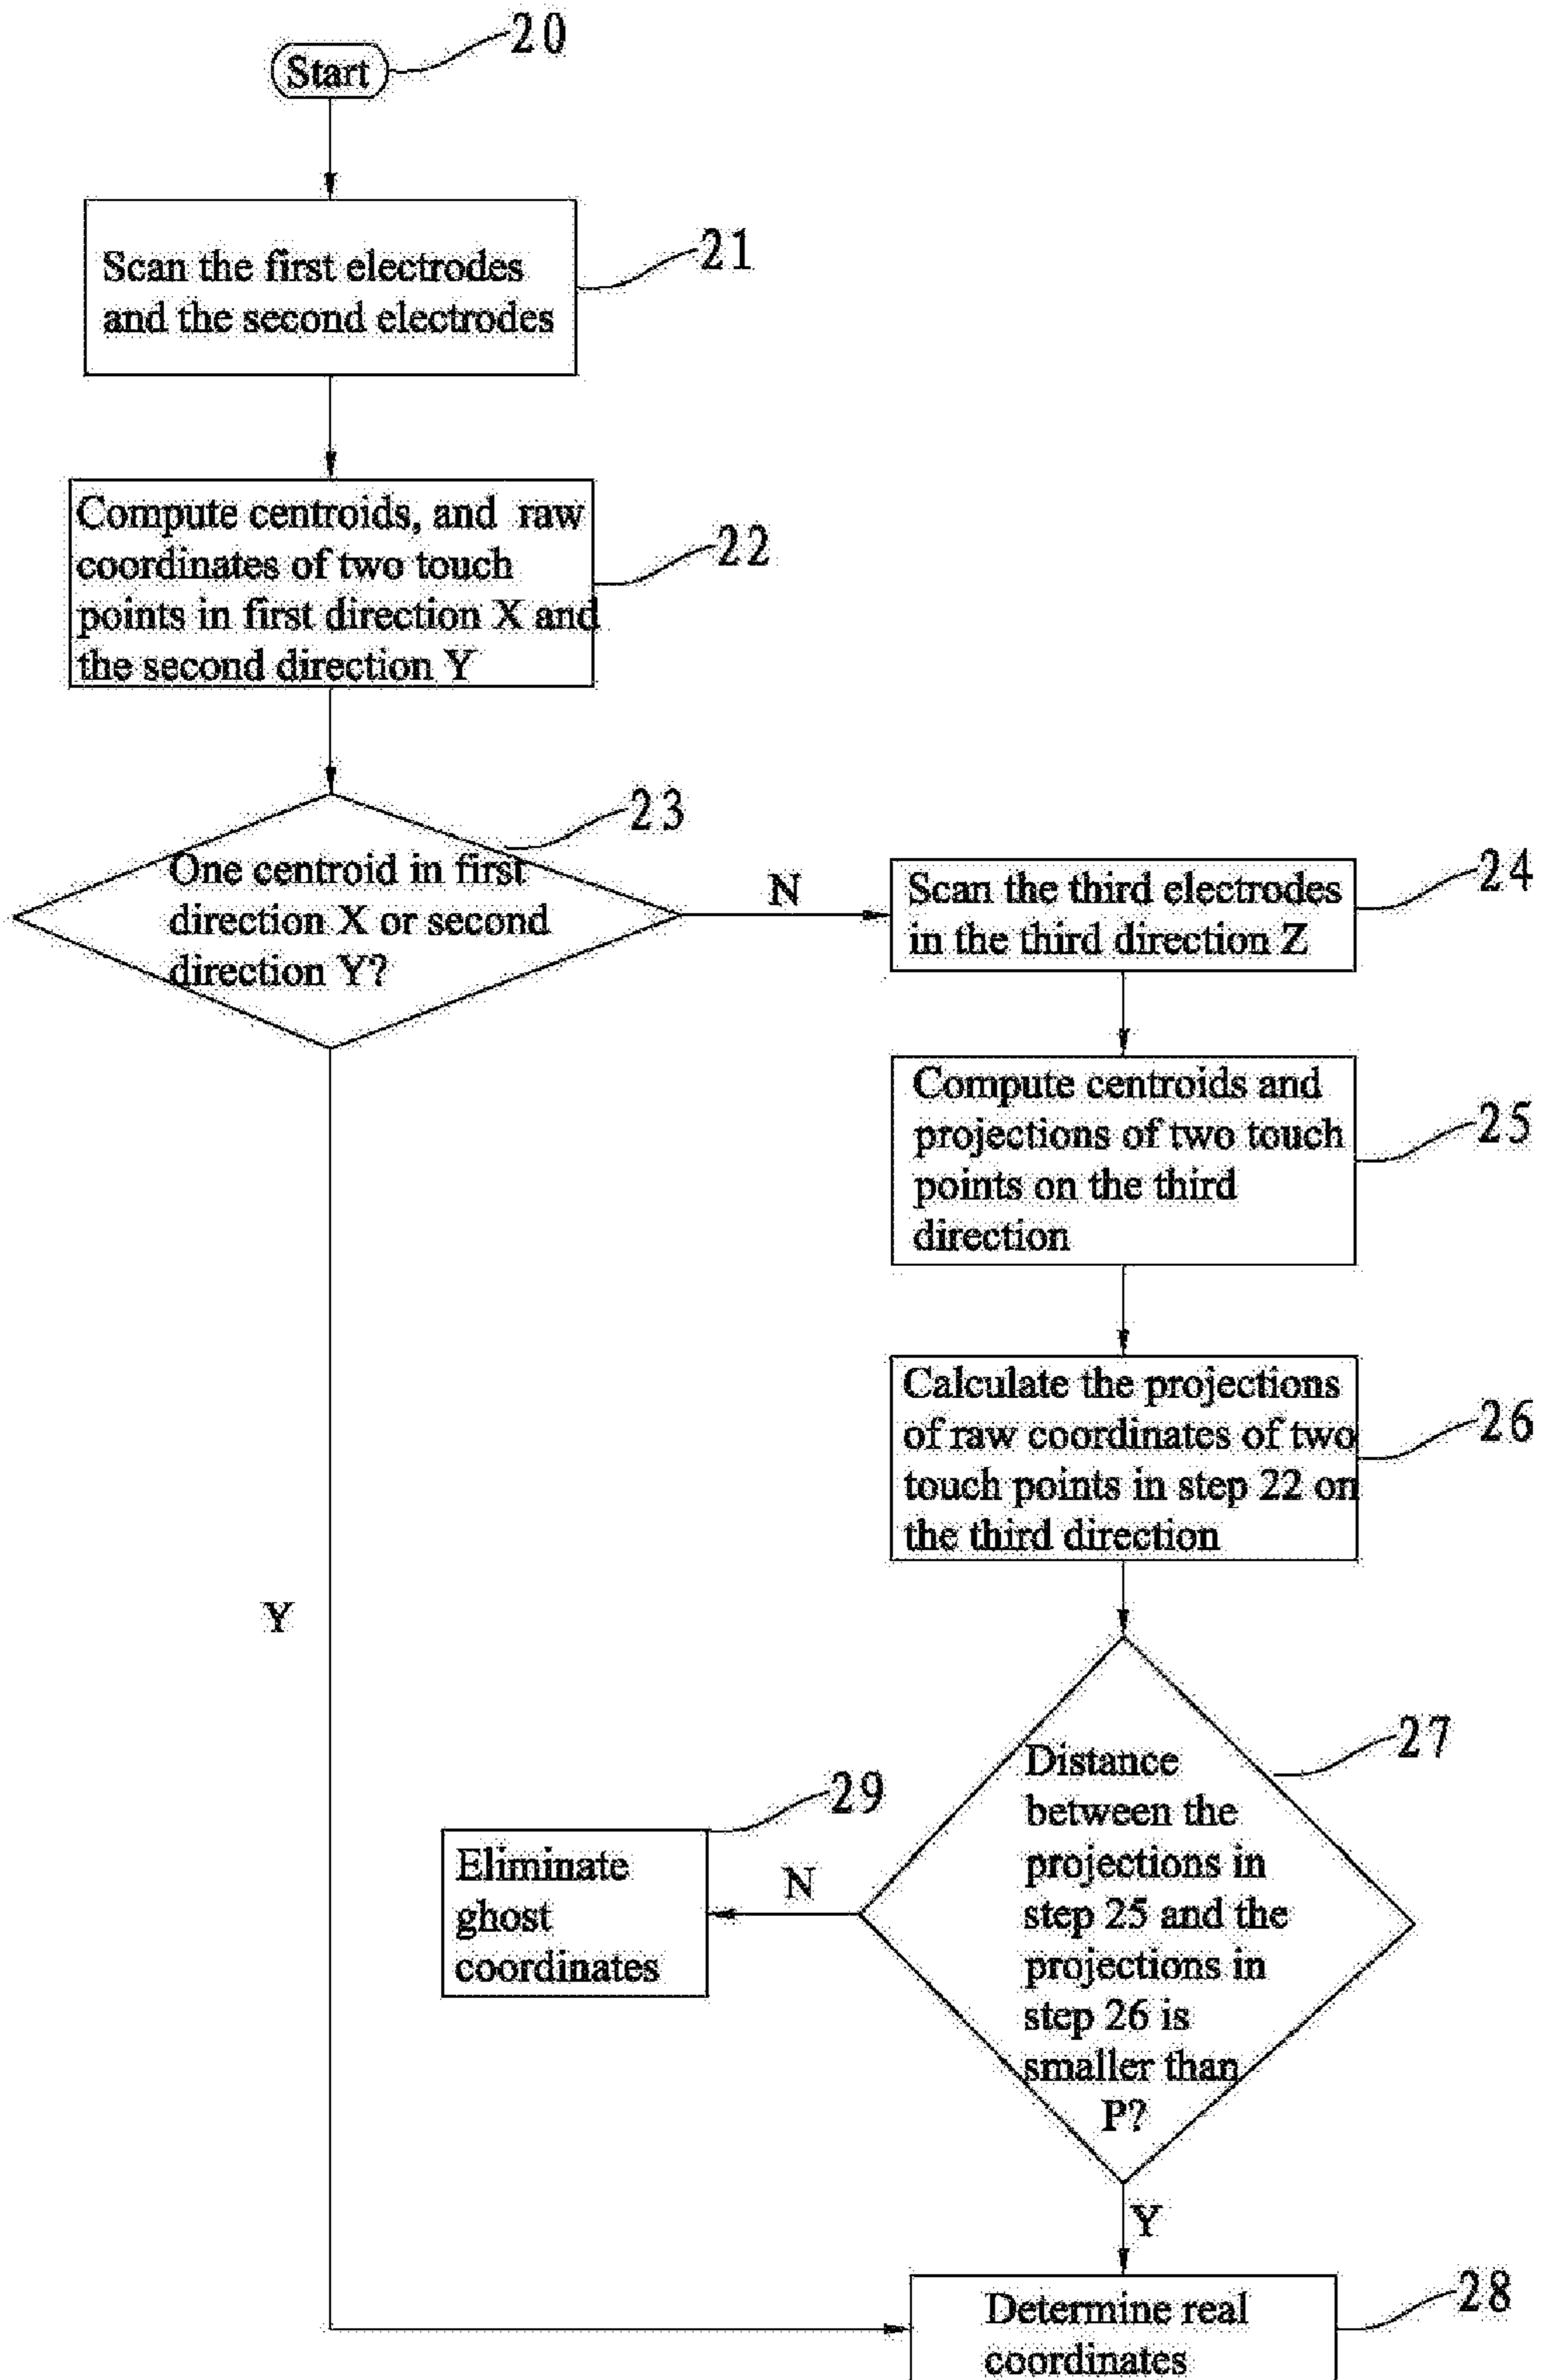 20
Start
21
Scan the first electrodes
and the second electrodes
22
Compute centroids, and raw
coordinates of two touch
points in first direction X and
the second direction Y
23
One centroid in first
direction X or second
direction Y?
N
24
Scan the third electrodes
in the third direction Z
25
Compute centroids and
projections of two touch
points on the third
direction
26
Calculate the projections
of raw coordinates of two
touch points in step 22 on
the third direction
Y
27
Distance
between the
projections in
step 25 and the
projections in
step 26 is
smaller than
P?
N
29
Eliminate
ghost
coordinates
Y
28
Determine real
coordinates